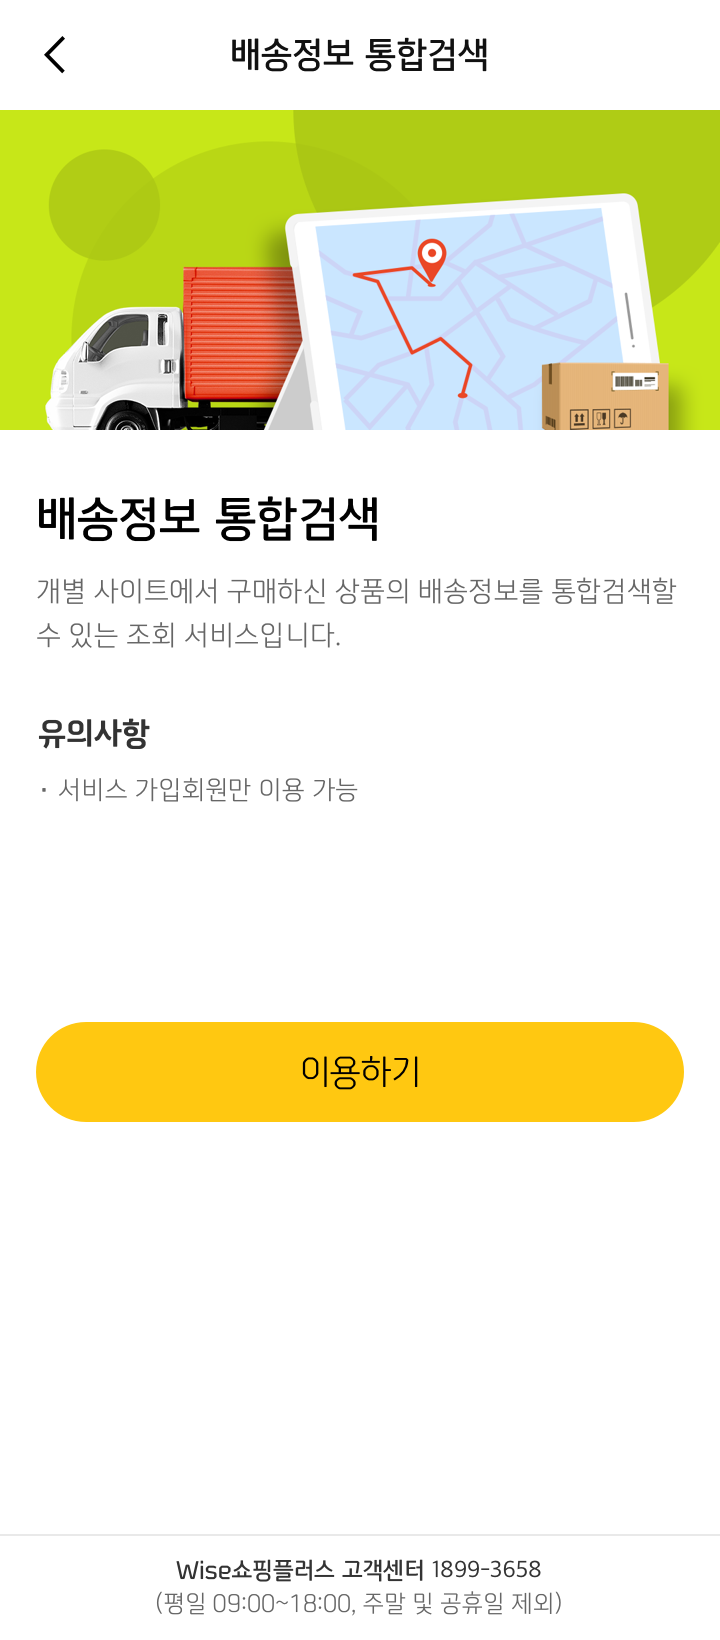 배송정보 통합검색
배송정보 통합검색
개별 사이트에서 구매하신 상품의 배송정보를 통합검색할
수 있는 조회 서비스입니다.
유의사항
· 서비스 가입회원만 이용 가능
이용하기
Wise쇼핑플러스 고객센터 1899-3658
(평일 09:00~18:00, 주말 및 공휴일 제외)